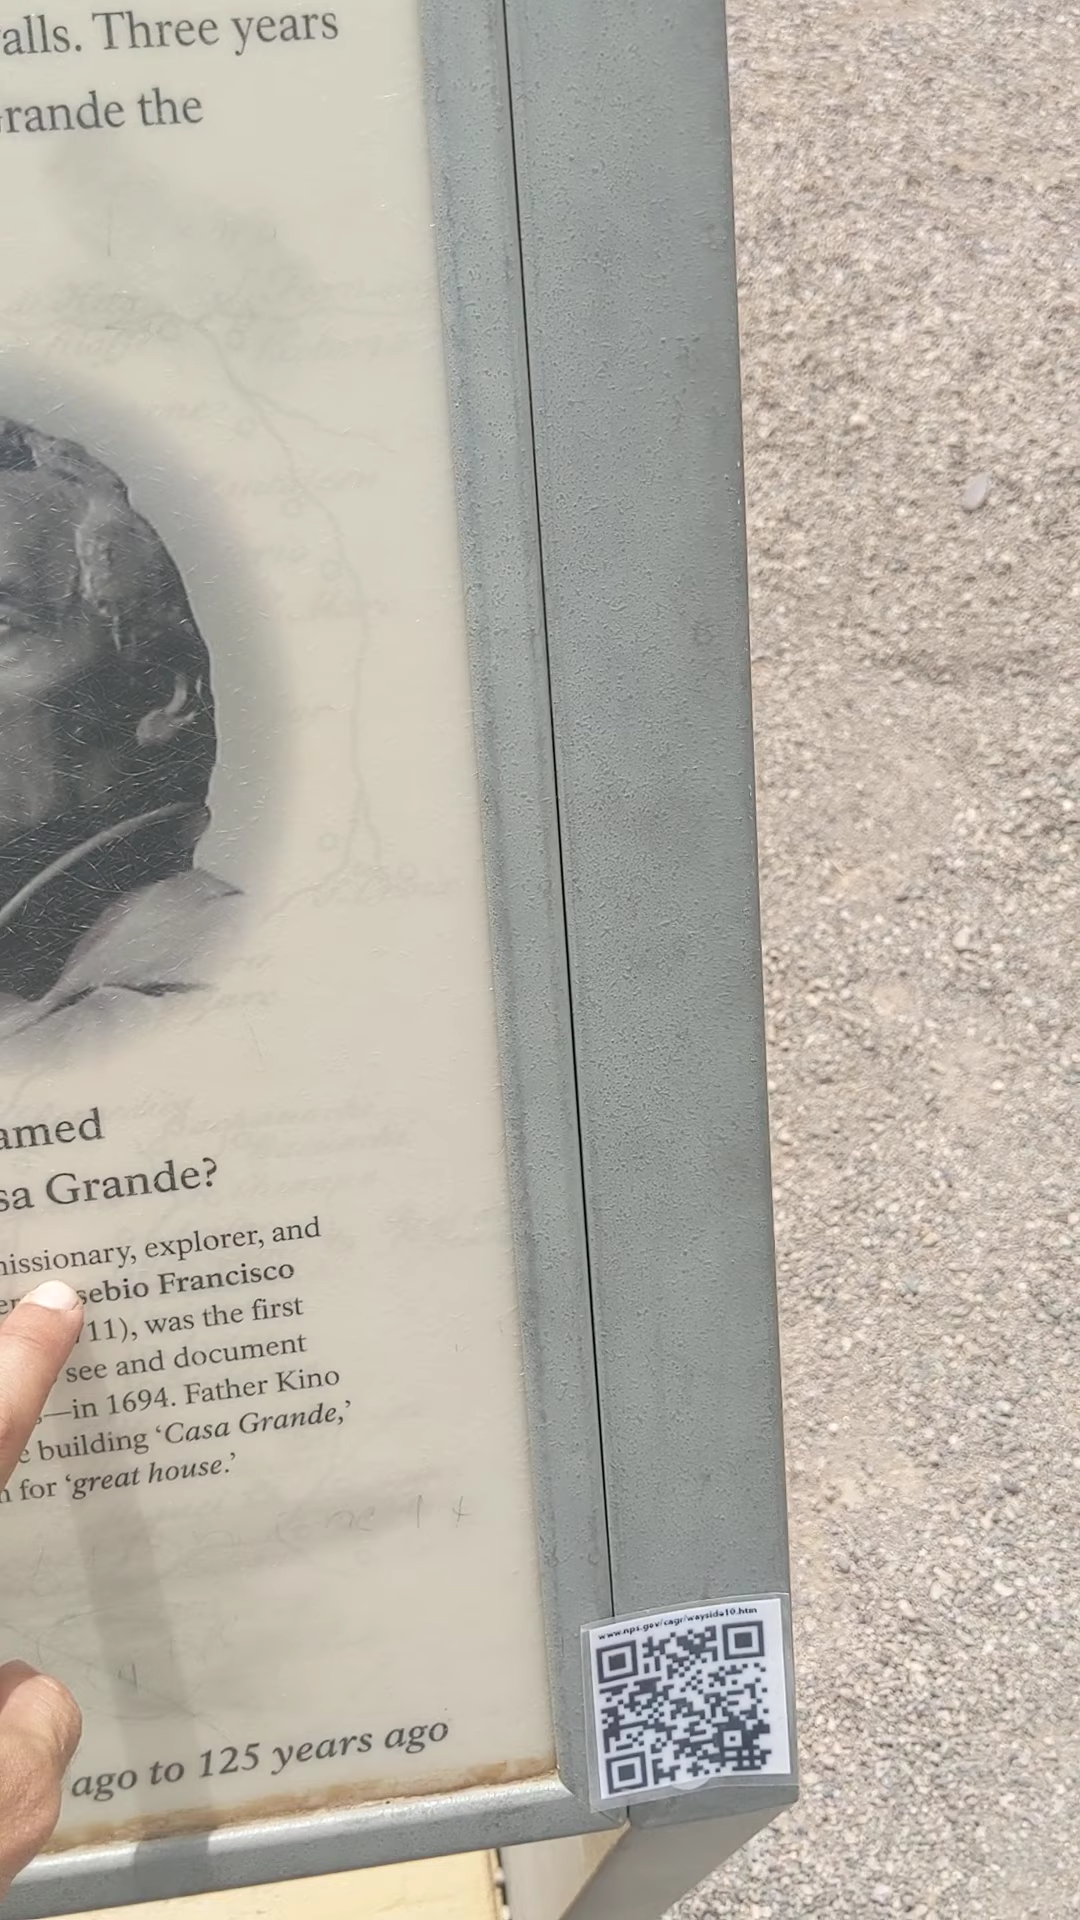 alls. Three years
rande the
amed
sa Grande?
issionary, explorer, and
sebio Francisco
11), was the first
see and document
—in 1694. Father Kino
building ‘Casa Grande,’
for ‘great house.’
ago to 125 years ago
www.nps.gov/cagr/wayside10.htm